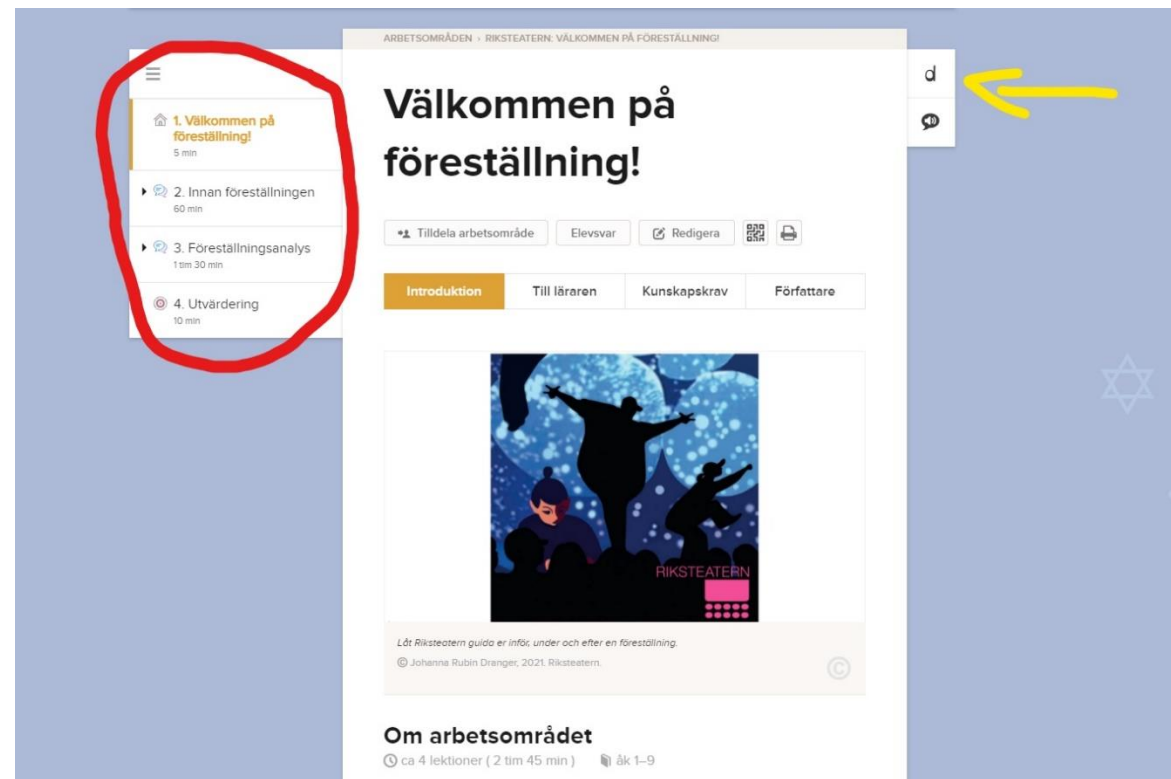 ARBETSOMRÅDEN › RIKSTEATERN: VÄLKOMMEN PÅ FÖRESTÄLLNING!
1. Välkommen på
föreställning!
5 min
2. Innan föreställningen
60 min
3. Föreställningsanalys
1 tim 30 min
4. Utvärdering
10 min
d
Välkommen på
föreställning!
Tilldela arbetsområde Elevsvar Redigera
Introduktion Till läraren Kunskapskrav Författare
RIKSTEATERN
Låt Riksteatern guida er inför, under och efter en föreställning.
© Johanna Rubin Dranger, 2021. Riksteatern.
©
Om arbetsområdet
ca 4 lektioner ( 2 tim 45 min ) åk 1–9